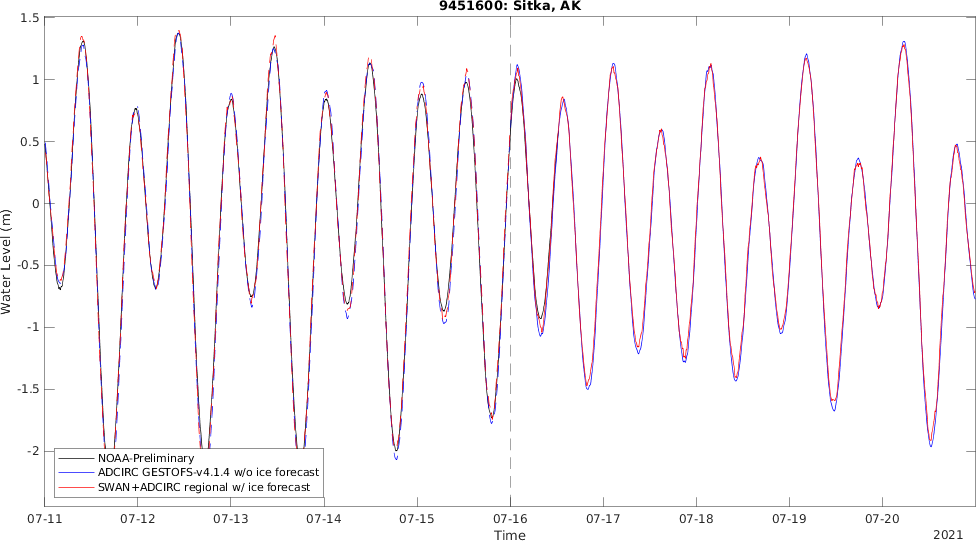 9451600: Sitka, AK
1.5
1
0.5
0
-0.5
-1
-1.5
-2
Water Level (m)
NOAA-Preliminary
ADCIRC GESTOFS-v4.1.4 w/o ice forecast
SWAN+ADCIRC regional w/ ice forecast
07-11 07-12 07-13 07-14 07-15 07-16 07-17 07-18 07-19 07-20
Time
2021